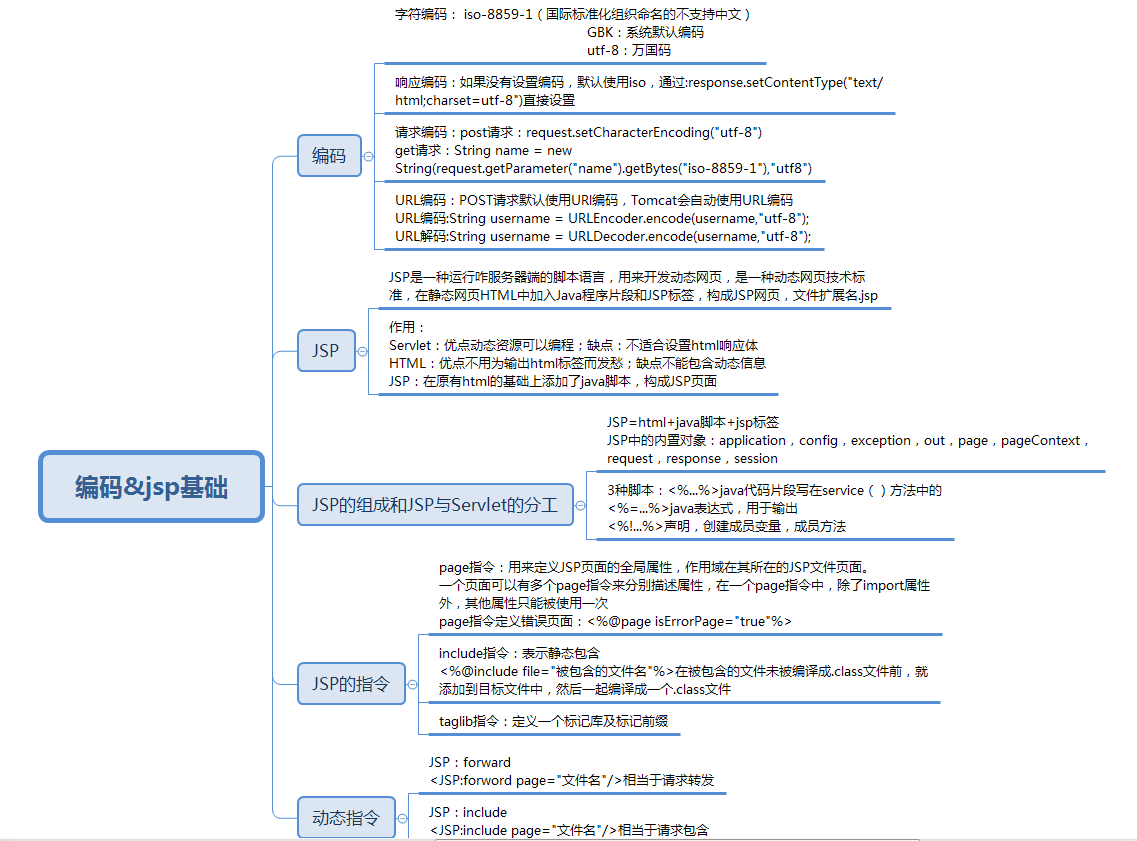 字符编码： iso-8859-1（国际标准化组织命名的不支持中文）
GBK：系统默认编码
utf-8：万国码
响应编码：如果没有设置编码，默认使用iso，通过:response.setContentType("text/
html;charset=utf-8")直接设置
编码
请求编码：post请求：request.setCharacterEncoding("utf-8")
get请求：String name = new
String(request.getParameter("name").getBytes("iso-8859-1"),"utf8")
URL编码：POST请求默认使用URl编码，Tomcat会自动使用URL编码
URL编码:String username = URLEncoder.encode(username,"utf-8");
URL解码:String username = URLDecoder.encode(username,"utf-8");
JSP是一种运行咋服务器端的脚本语言，用来开发动态网页，是一种动态网页技术标
准，在静态网页HTML中加入Java程序片段和JSP标签，构成JSP网页，文件扩展名.jsp
JSP
作用：
Servlet：优点动态资源可以编程；缺点：不适合设置html响应体
HTML：优点不用为输出html标签而发愁；缺点不能包含动态信息
JSP：在原有html的基础上添加了java脚本，构成JSP页面
编码&jsp基础
JSP的组成和JSP与Servlet的分工
JSP=html+java脚本+jsp标签
JSP中的内置对象：application，config，exception，out，page，pageContext，
request，response，session
3种脚本：<%...%>java代码片段写在service（）方法中的
<%=...%>java表达式，用于输出
<%!...%>声明，创建成员变量，成员方法
page指令：用来定义JSP页面的全局属性，作用域在其所在的JSP文件页面。
一个页面可以有多个page指令来分别描述属性，在一个page指令中，除了import属性
外，其他属性只能被使用一次
page指令定义错误页面：<%@page isErrorPage="true"%>
JSP的指令
include指令：表示静态包含
<%@include file="被包含的文件名"%>在被包含的文件未被编译成.class文件前，就
添加到目标文件中，然后一起编译成一个.class文件
taglib指令：定义一个标记库及标记前缀
动态指令
JSP：forward
<JSP:forword page="文件名"/>相当于请求转发
JSP：include
<JSP:include page="文件名"/>相当于请求包含